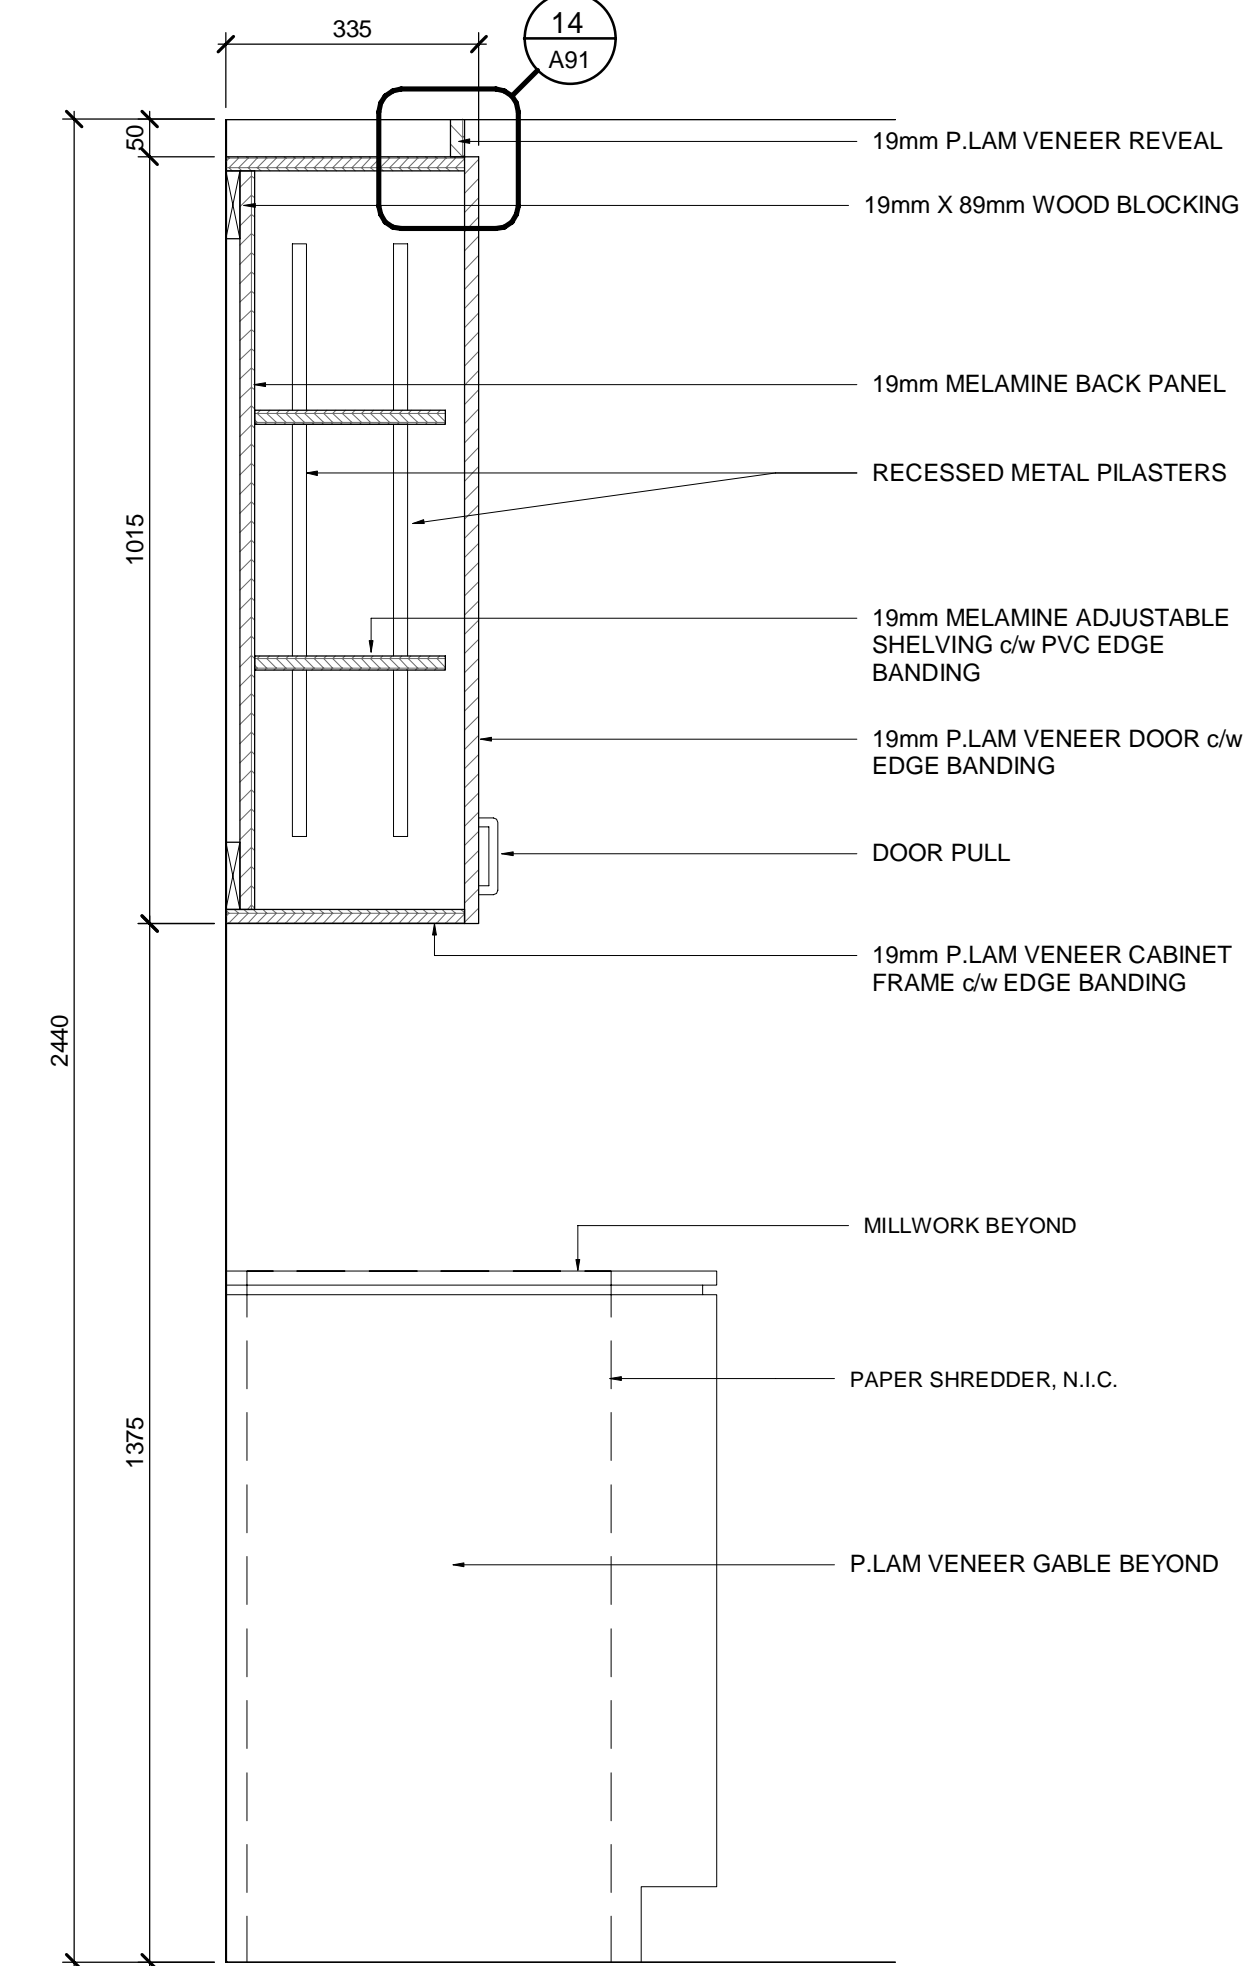 335
14
A91
50
19mm P.LAM VENEER REVEAL
19mm X 89mm WOOD BLOCKING
19mm MELAMINE BACK PANEL
RECESSED METAL PILASTERS
1015
19mm MELAMINE ADJUSTABLE
SHELVING c/w PVC EDGE
BANDING
19mm P.LAM VENEER DOOR c/w
EDGE BANDING
DOOR PULL
19mm P.LAM VENEER CABINET
FRAME c/w EDGE BANDING
2440
MILLWORK BEYOND
PAPER SHREDDER, N.I.C.
1375
P.LAM VENEER GABLE BEYOND